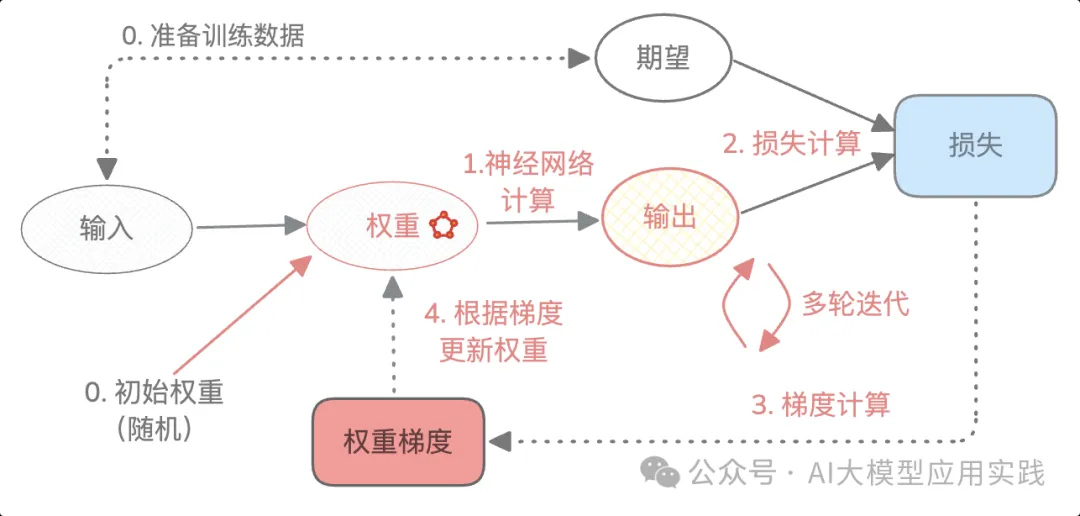 0. 准备训练数据
期望
损失
2. 损失计算
1.神经网络
计算
输入
权重
输出
4. 根据梯度
更新权重
多轮迭代
0. 初始权重
（随机）
3. 梯度计算
权重梯度
公众号 · AI大模型应用实践